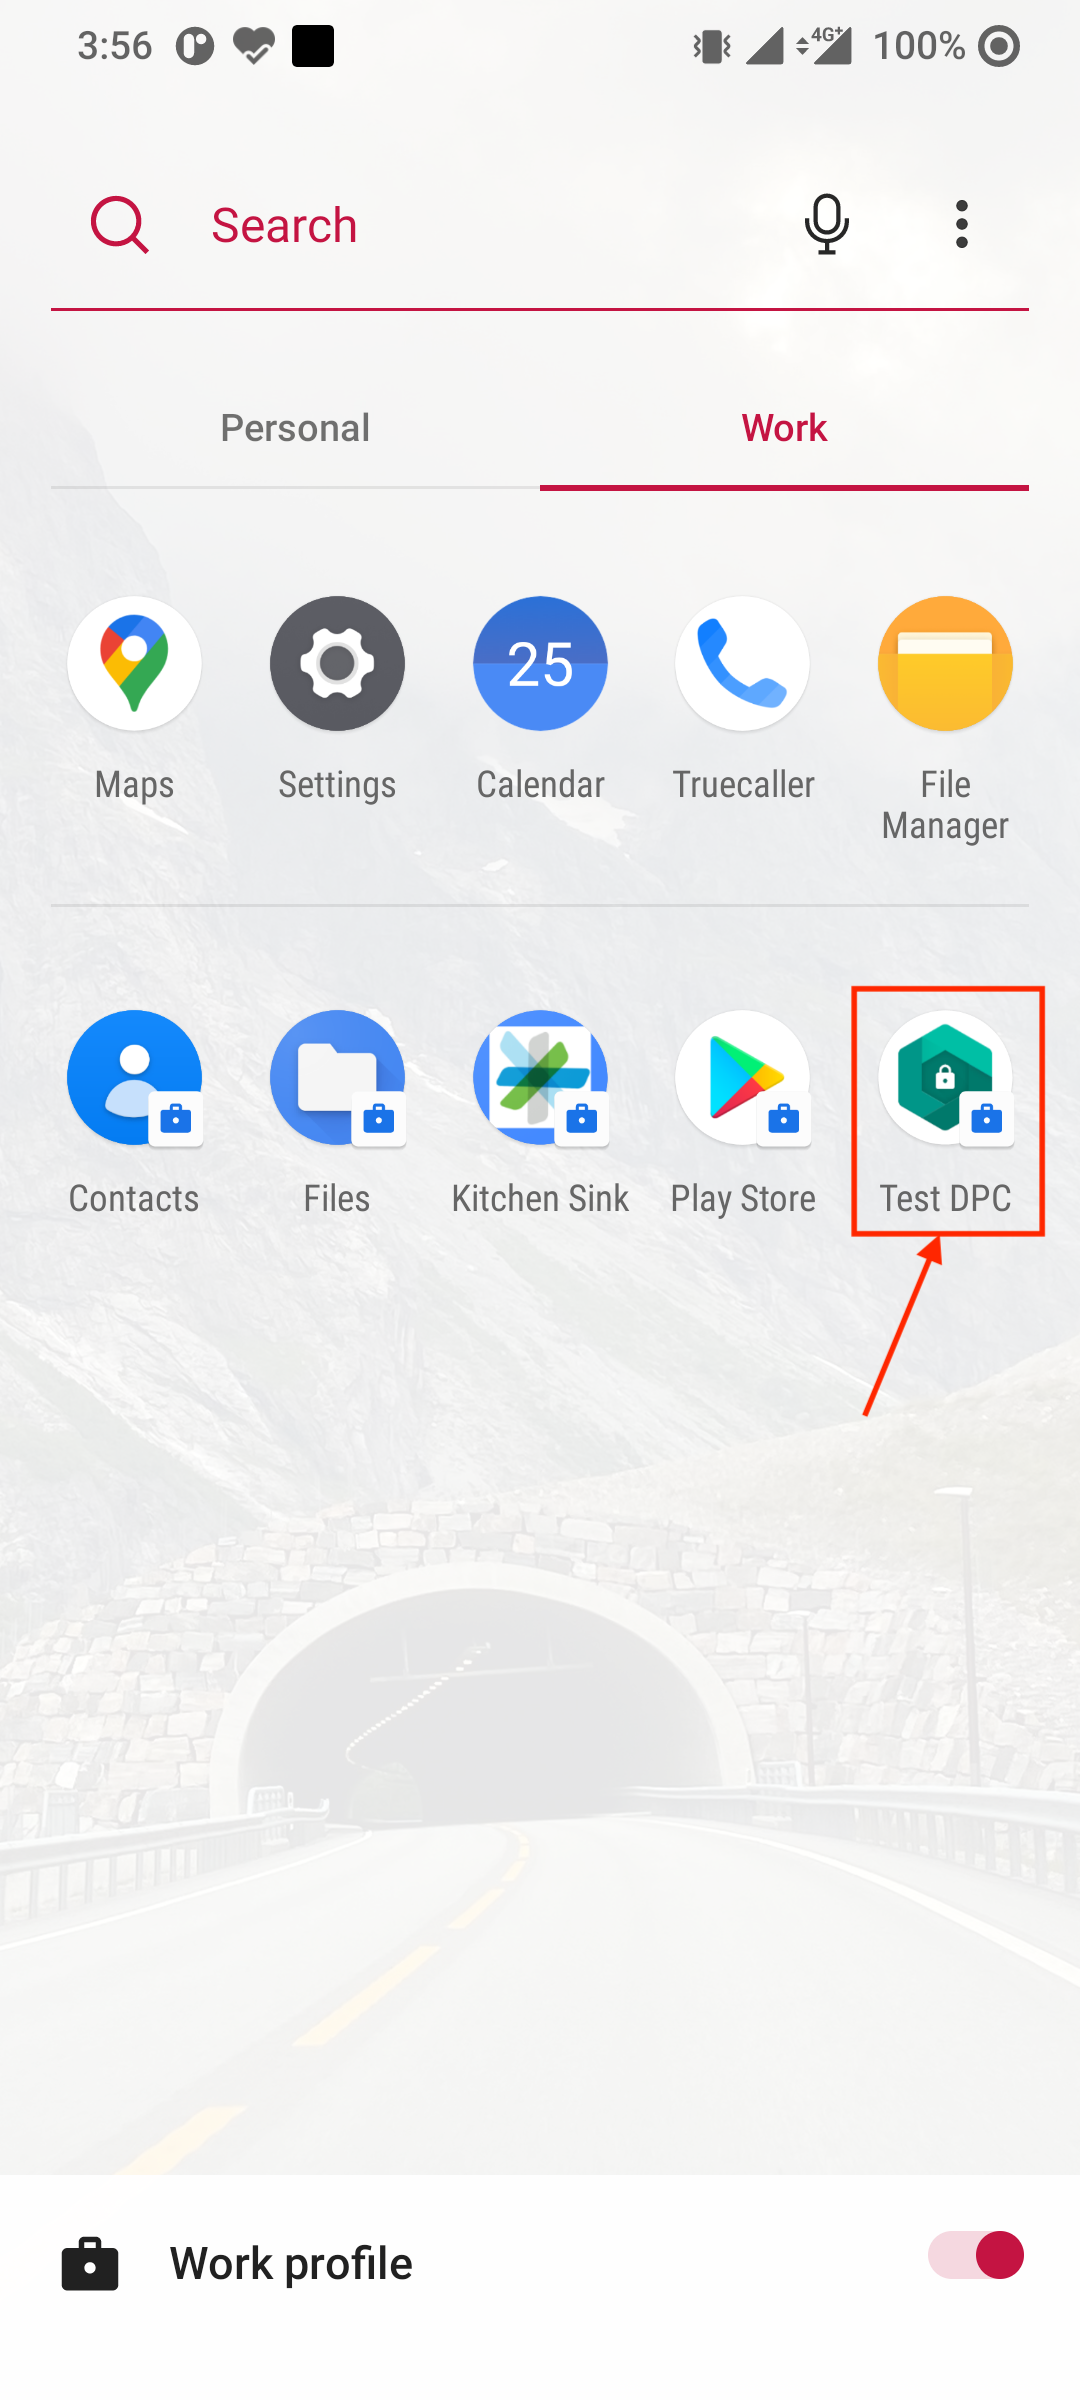 3:56 4G+ 100%
Search
Personal Work
25
Maps Settings Calendar Truecaller File
Manager
Contacts Files Kitchen Sink Play Store Test DPC
Work profile